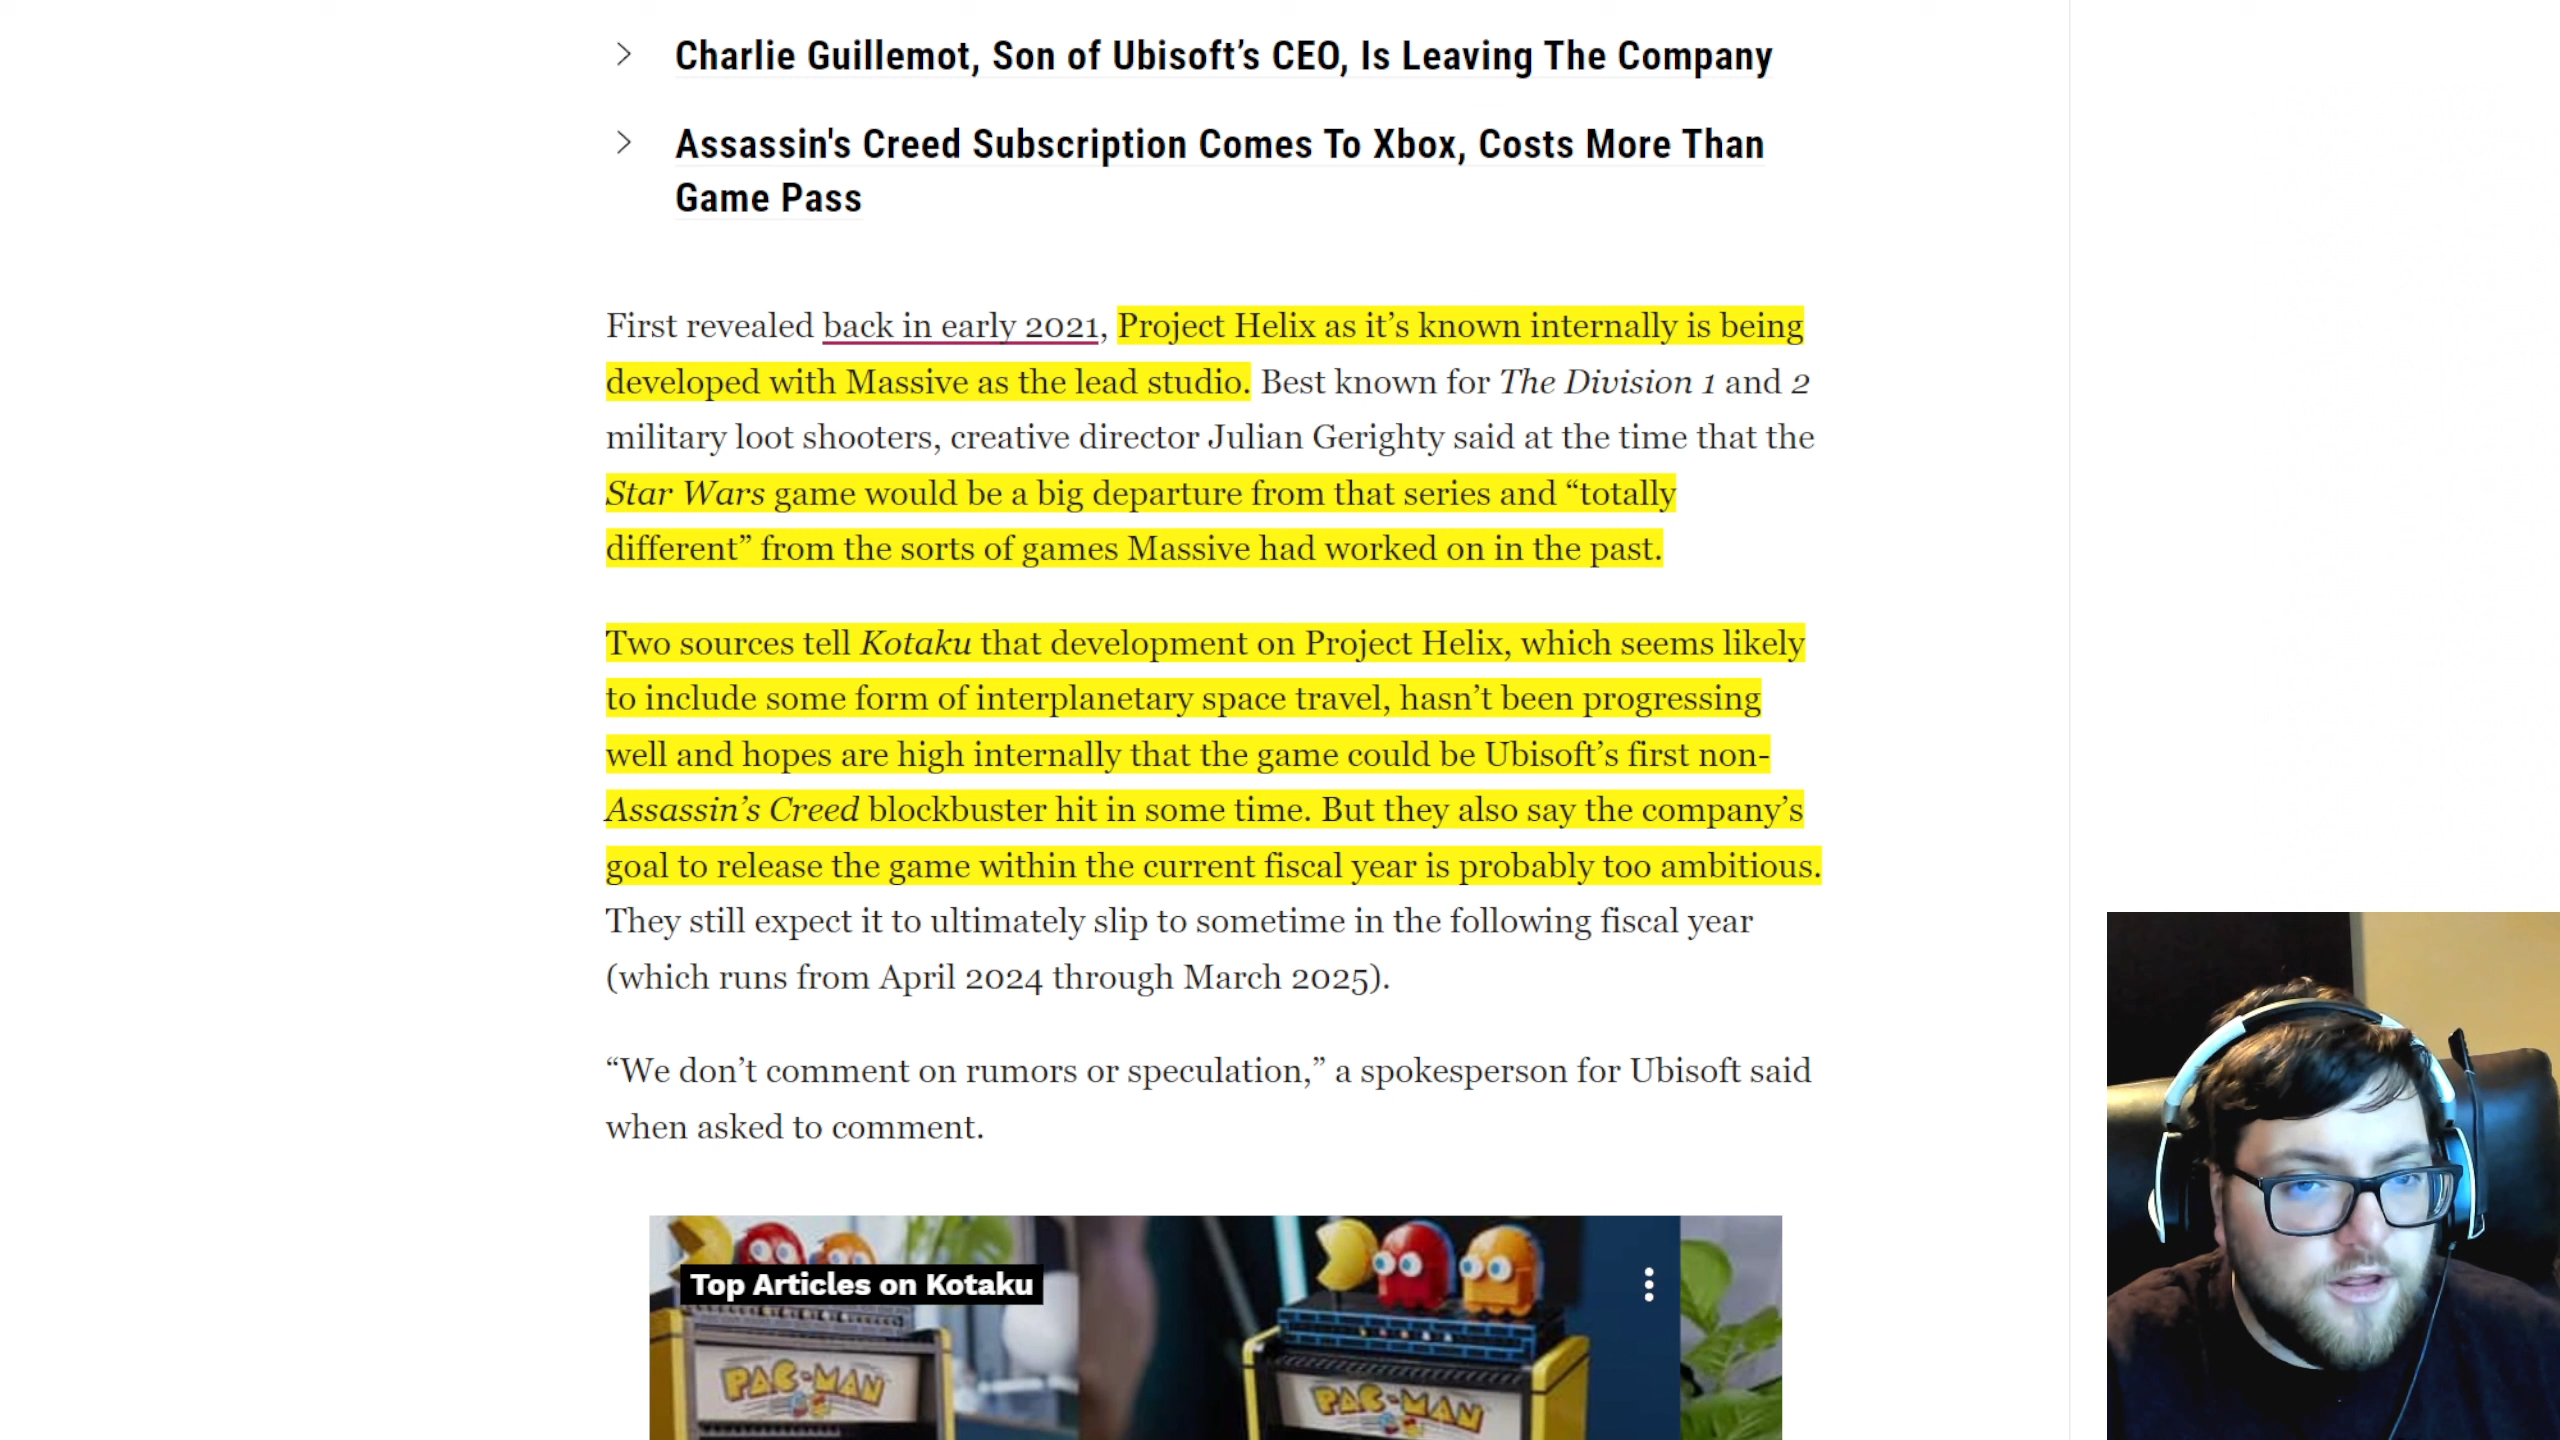 Charlie Guillemot, Son of Ubisoft’s CEO, Is Leaving The Company
Assassin's Creed Subscription Comes To Xbox, Costs More Than
Game Pass
First revealed back in early 2021, Project Helix as it’s known internally is being
developed with Massive as the lead studio. Best known for The Division 1 and 2
military loot shooters, creative director Julian Gerighty said at the time that the
Star Wars game would be a big departure from that series and “totally
different” from the sorts of games Massive had worked on in the past.
Two sources tell Kotaku that development on Project Helix, which seems likely
to include some form of interplanetary space travel, hasn’t been progressing
well and hopes are high internally that the game could be Ubisoft’s first non-
Assassin’s Creed blockbuster hit in some time. But they also say the company’s
goal to release the game within the current fiscal year is probably too ambitious.
They still expect it to ultimately slip to sometime in the following fiscal year
(which runs from April 2024 through March 2025).
“We don’t comment on rumors or speculation,” a spokesperson for Ubisoft said
when asked to comment.
Top Articles on Kotaku
PAC-MAN
PAC-MAN